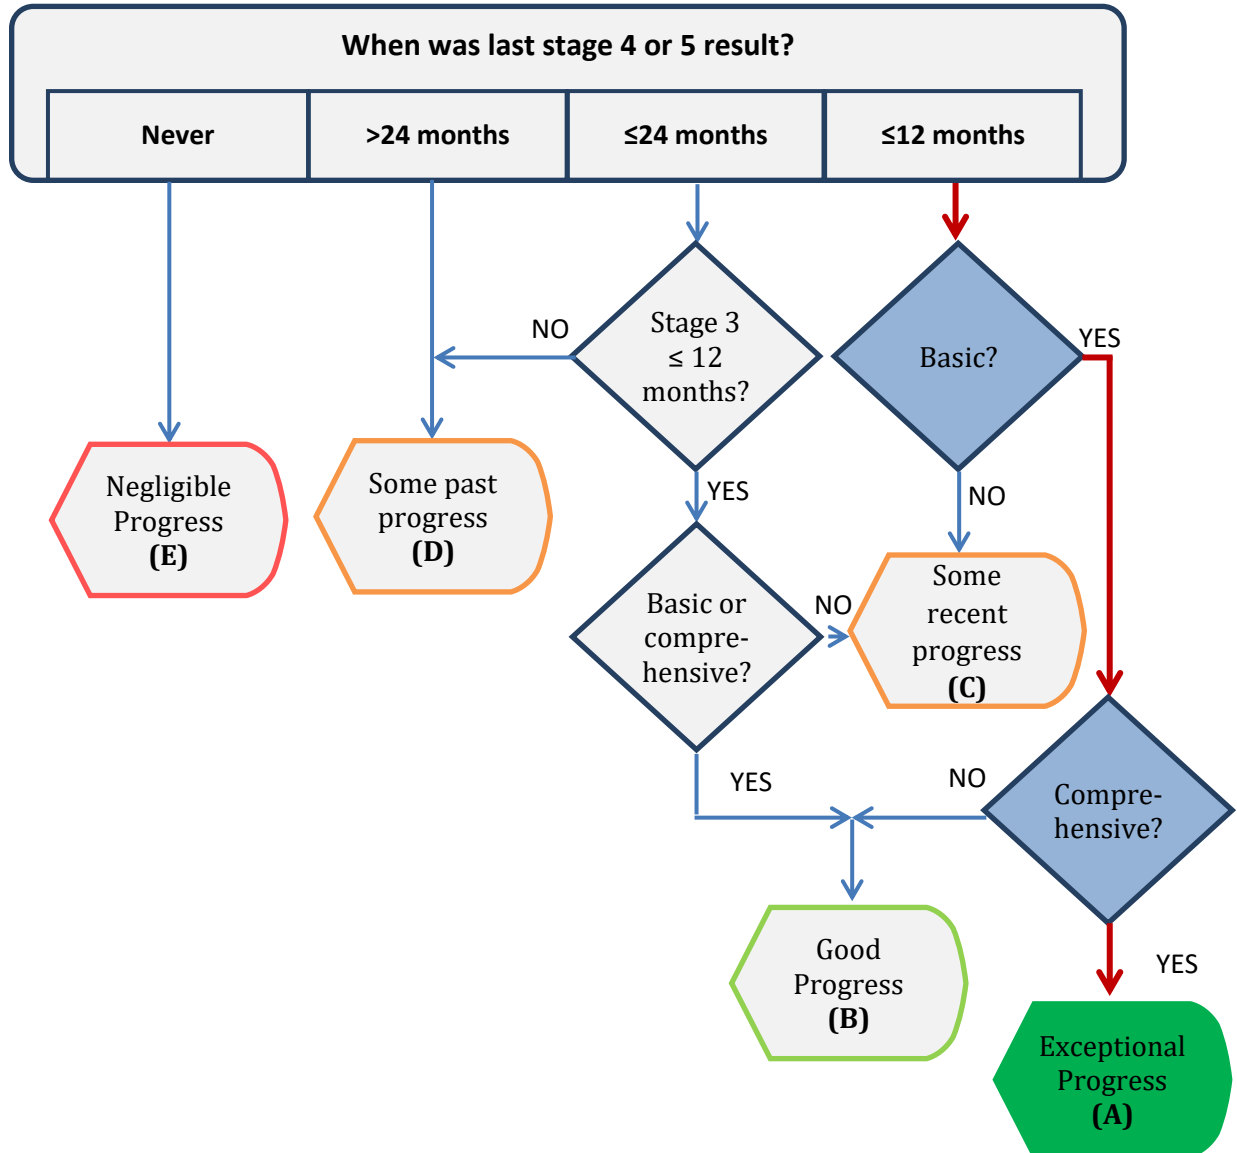 When was last stage 4 or 5 result?
Never
>24 months
≤24 months
≤12 months
NO
Stage 3
≤ 12
months?
Basic?
YES
Negligible
Progress
(E)
Some past
progress
(D)
YES
NO
Basic or
compre-
hensive?
NO
Some
recent
progress
(C)
YES
NO
Compre-
hensive?
Good
Progress
(B)
YES
Exceptional
Progress
(A)